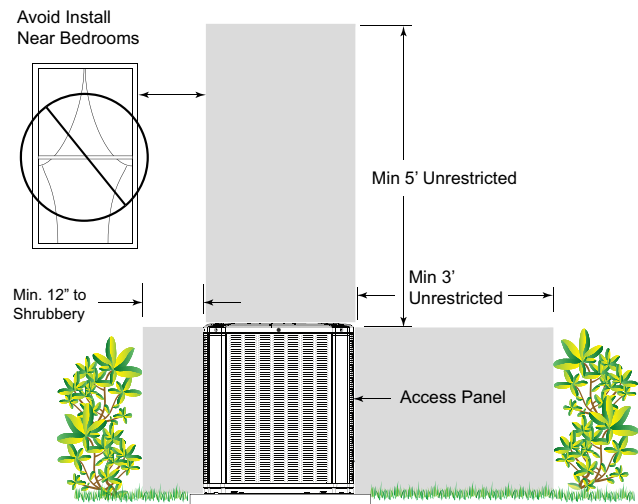 Avoid Install
Near Bedrooms
Min 5’ Unrestricted
Min 3’
Unrestricted
Min. 12” to
Shrubbery
Access Panel